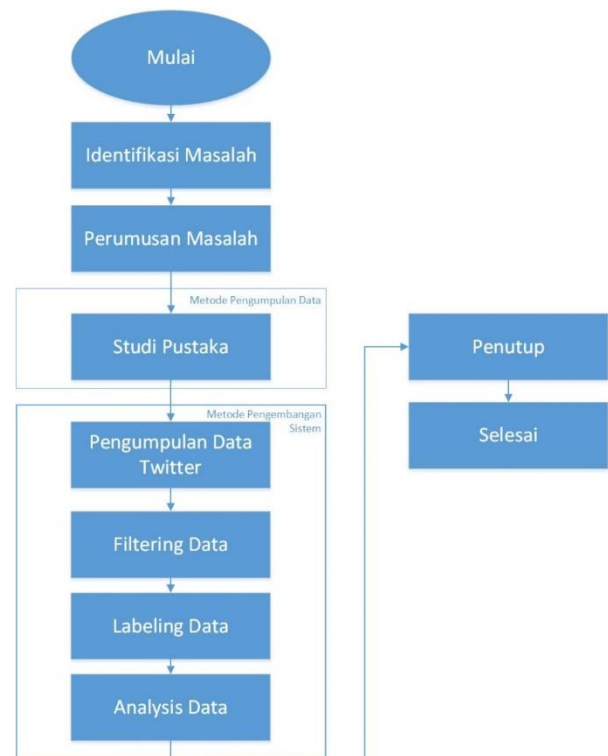 Mulai
Identifikasi Masalah
Perumusan Masalah
Metode Pengumpulan Data
Studi Pustaka
Metode Pengembangan
Sistem
Pengumpulan Data
Twitter
Filtering Data
Labeling Data
Analysis Data
Penutup
Selesai